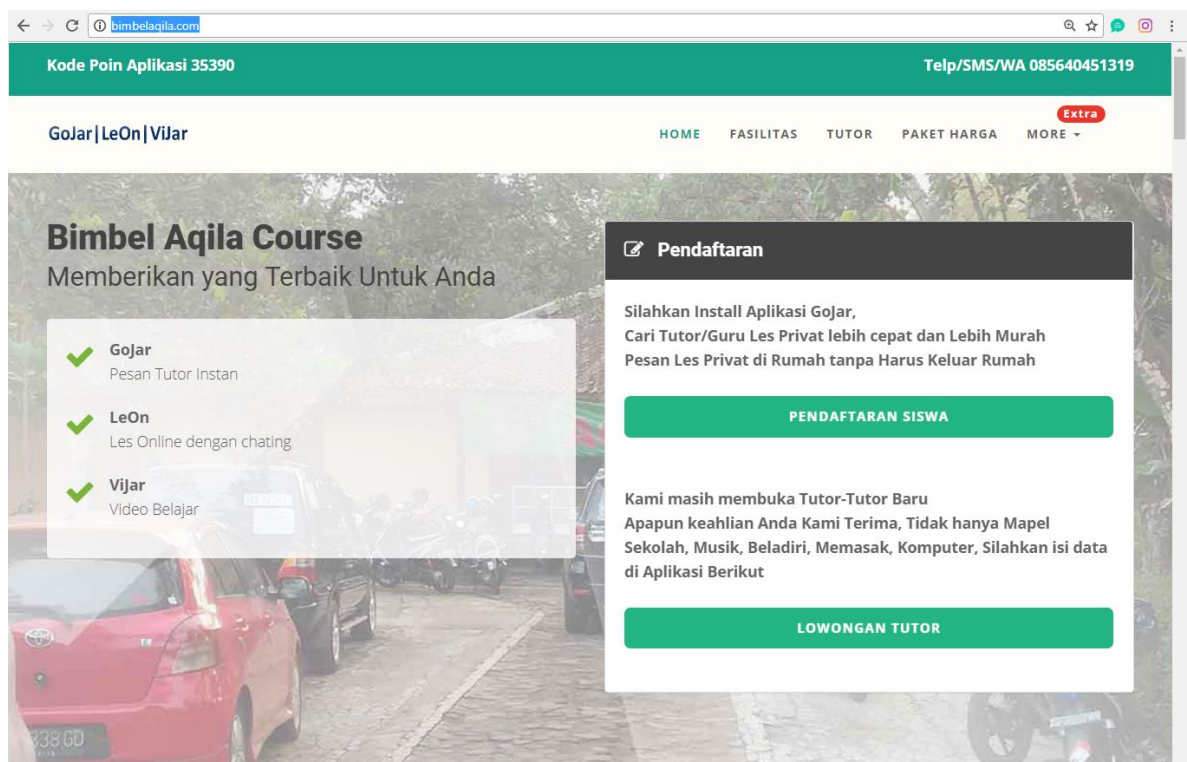 bimbelaqila.com
Kode Poin Aplikasi 35390
Telp/SMS/WA 085640451319
GoJar|LeOn|ViJar
HOME FASILITAS TUTOR PAKET HARGA MORE
Extra
Bimbel Aqila Course
Memberikan yang Terbaik Untuk Anda
GoJar
Pesan Tutor Instan
LeOn
Les Online dengan chating
ViJar
Video Belajar
Pendaftaran
Silahkan Install Aplikasi GoJar,
Cari Tutor/Guru Les Privat lebih cepat dan Lebih Murah
Pesan Les Privat di Rumah tanpa Harus Keluar Rumah
PENDAFTARAN SISWA
Kami masih membuka Tutor-Tutor Baru
Apapun keahlian Anda Kami Terima, Tidak hanya Mapel
Sekolah, Musik, Beladiri, Memasak, Komputer, Silahkan isi data
di Aplikasi Berikut
LOWONGAN TUTOR
338 GD